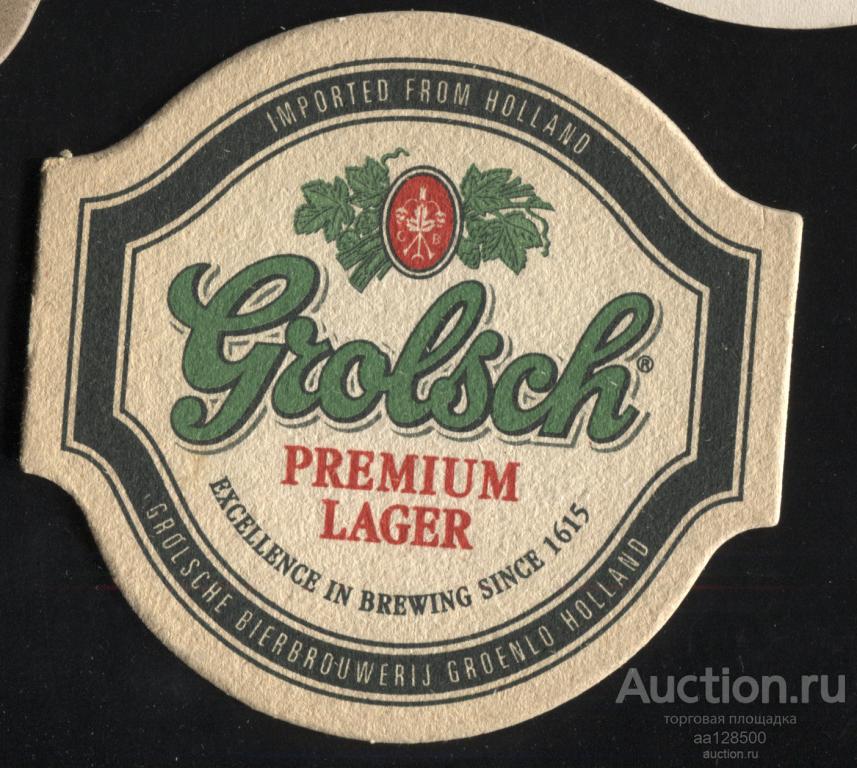 IMPORTED FROM HOLLAND
G B
Grolsch®
PREMIUM
LAGER
EXCELLENCE IN BREWING SINCE 1615
GROLSCHE BIERBROUWERIJ GROENLO HOLLAND
Auction.ru
торговая площадка
aa128500
auction.ru